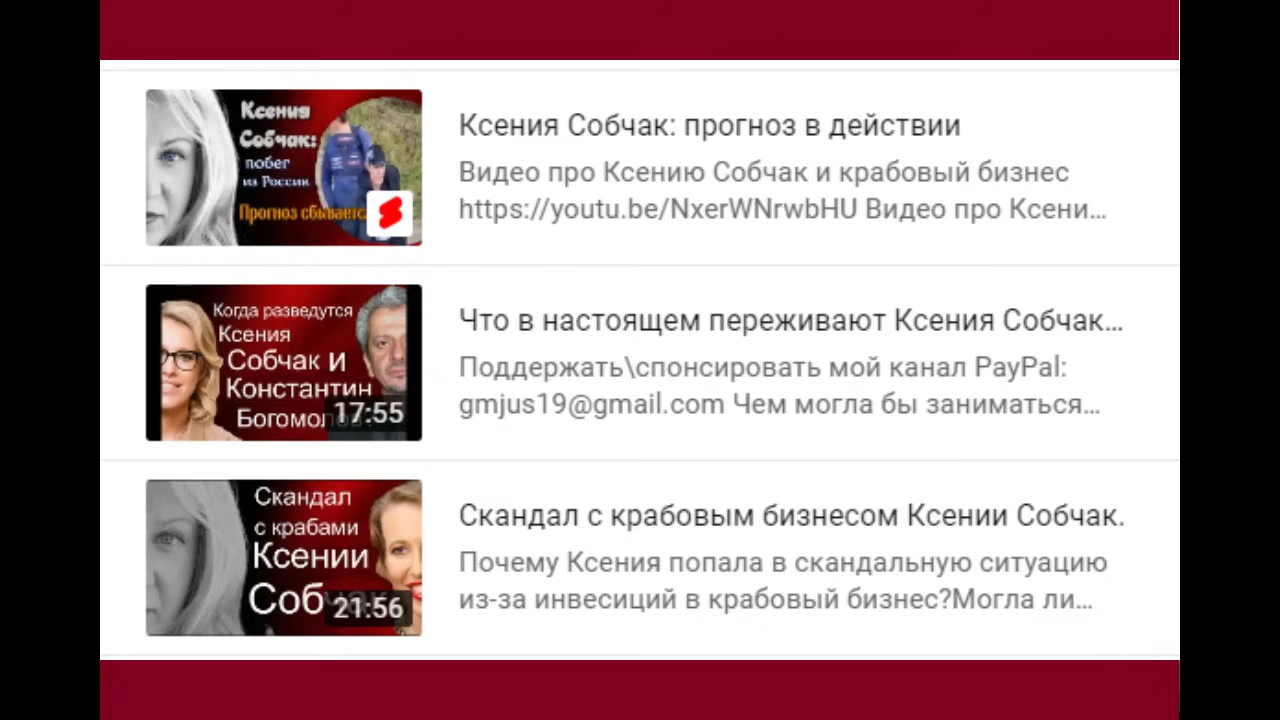 Ксения
Собчак:
побег
из России
Прогноз сбывается
Ксения Собчак: прогноз в действии
Видео про Ксению Собчак и крабовый бизнес
https://youtu.be/NxerWNrwbHU Видео про Ксени...
Когда разведутся
Ксения
Собчак и
Константин
Богомол
17:55
Что в настоящем переживают Ксения Собчак...
Поддержать\спонсировать мой канал PayPal:
gmjus19@gmail.com Чем могла бы заниматься...
Скандал
с крабами
Ксении
Собчак
21:56
Скандал с крабовым бизнесом Ксении Собчак.
Почему Ксения попала в скандальную ситуацию
из-за инвесиций в крабовый бизнес?Могла ли...